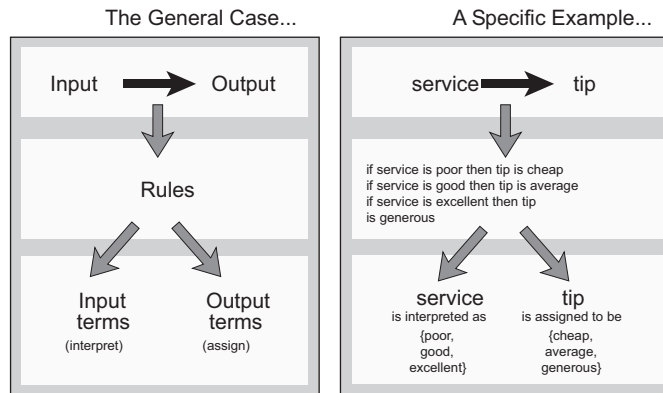 The General Case...
Input Output
Rules
Input
terms
(interpret)
Output
terms
(assign)
A Specific Example...
service tip
if service is poor then tip is cheap
if service is good then tip is average
if service is excellent then tip
is generous
service
is interpreted as
{poor,
good,
excellent}
tip
is assigned to be
{cheap,
average,
generous}